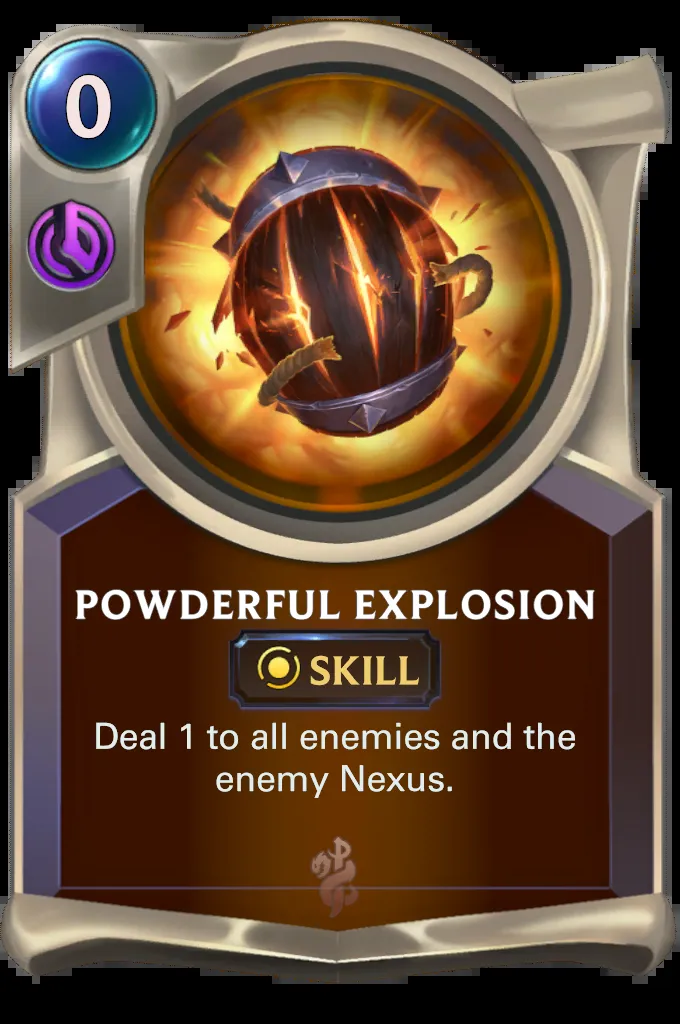 0
POWDERFUL EXPLOSION
SKILL
Deal 1 to all enemies and the
enemy Nexus.